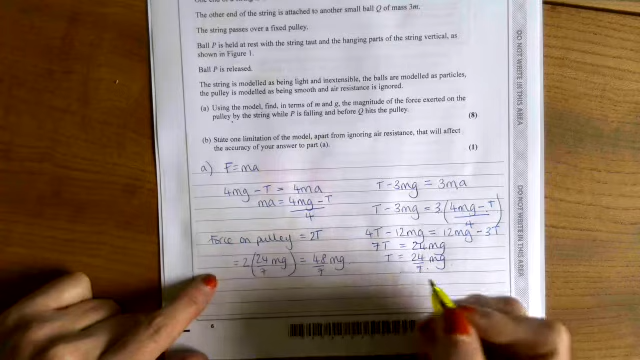 The other end of the string is attached to another small ball Q of mass 3m.
The string passes over a fixed pulley.
Ball P is held at rest with the string taut and the hanging parts of the string vertical, as
shown in Figure 1.
Ball P is released.
The string is modelled as being light and inextensible, the balls are modelled as particles,
the pulley is modelled as being smooth and air resistance is ignored.
(a) Using the model, find, in terms of m and g, the magnitude of the force exerted on the
pulley by the string while P is falling and before Q hits the pulley.
(8)
(b) State one limitation of the model, apart from ignoring air resistance, that will affect
the accuracy of your answer to part (a).
(1)
a) F=ma
4mg - T = 4ma
ma = 4mg - T / 4
Force on pulley = 2T
= 2(24/7 mg) = 48/7 mg
T - 3mg = 3ma
T - 3mg = 3(4mg - T / 4)
4T - 12mg = 12mg - 3T
7T = 24mg
T = 24/7 mg
8
DO NOT WRITE IN THIS AREA
DO NOT WRITE IN THIS AREA